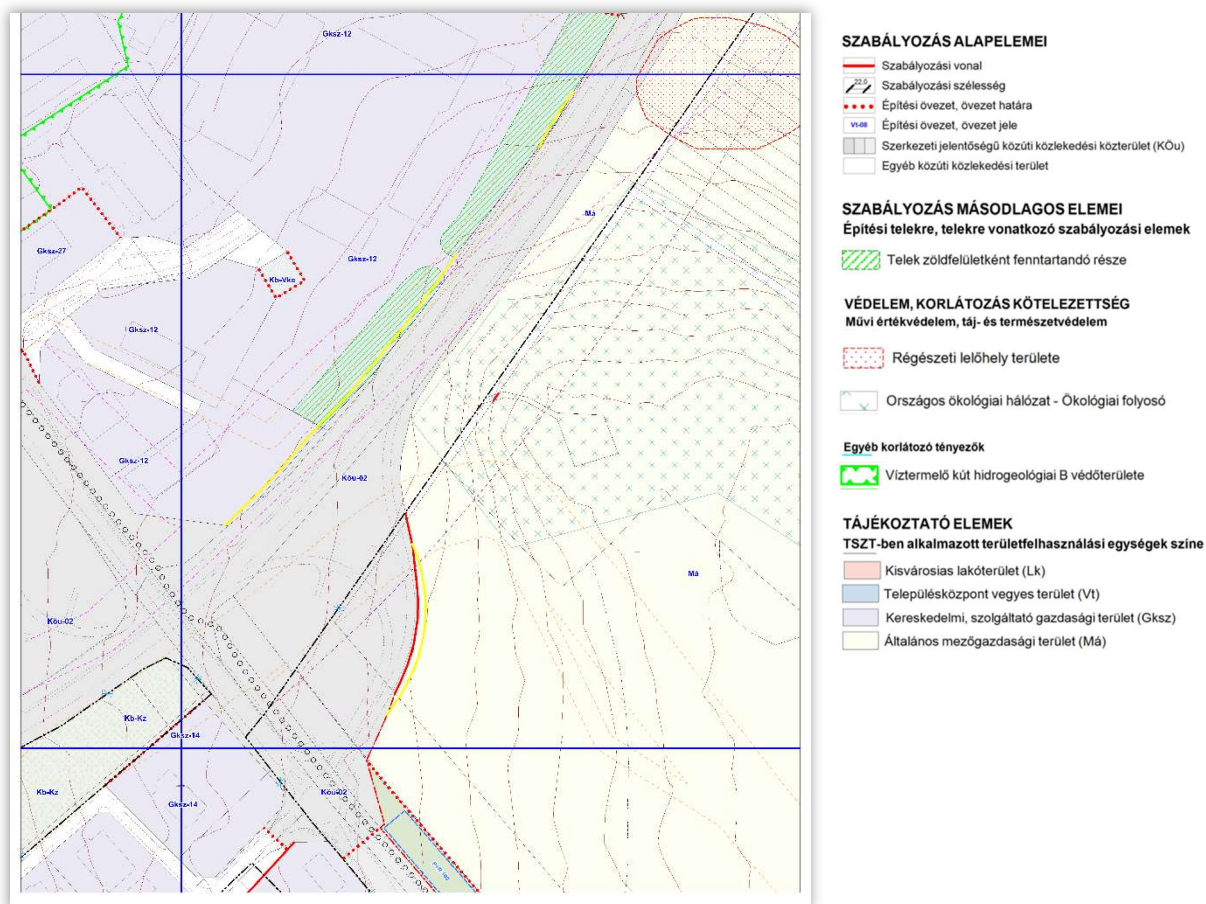 Gksz-12
Má
Gksz-27
Gksz-12
Kb-Vke
Gksz-12
Gksz-12
Köu-02
Má
Köu-02
Kb-Kz
Gksz-14
Kb-Kz
Gksz-14
Köu-02
SZABÁLYOZÁS ALAPELEMEI
Szabályozási vonal
22,0 Szabályozási szélesség
Építési övezet, övezet határa
Vt-08 Építési övezet, övezet jele
Szerkezeti jelentőségű közúti közlekedési közterület (KÖu)
Egyéb közúti közlekedési terület
SZABÁLYOZÁS MÁSODLAGOS ELEMEI
Építési telekre, telekre vonatkozó szabályozási elemek
Telek zöldfelületként fenntartandó része
VÉDELEM, KORLÁTOZÁS KÖTELEZETTSÉG
Művi értékvédelem, táj- és természetvédelem
Régészeti lelőhely területe
Országos ökológiai hálózat - Ökológiai folyosó
Egyéb korlátozó tényezők
Víztermelő kút hidrogeológiai B védőterülete
TÁJÉKOZTATÓ ELEMEK
TSZT-ben alkalmazott területfelhasználási egységek színe
Kisvárosias lakóterület (Lk)
Településközpont vegyes terület (Vt)
Kereskedelmi, szolgáltató gazdasági terület (Gksz)
Általános mezőgazdasági terület (Má)